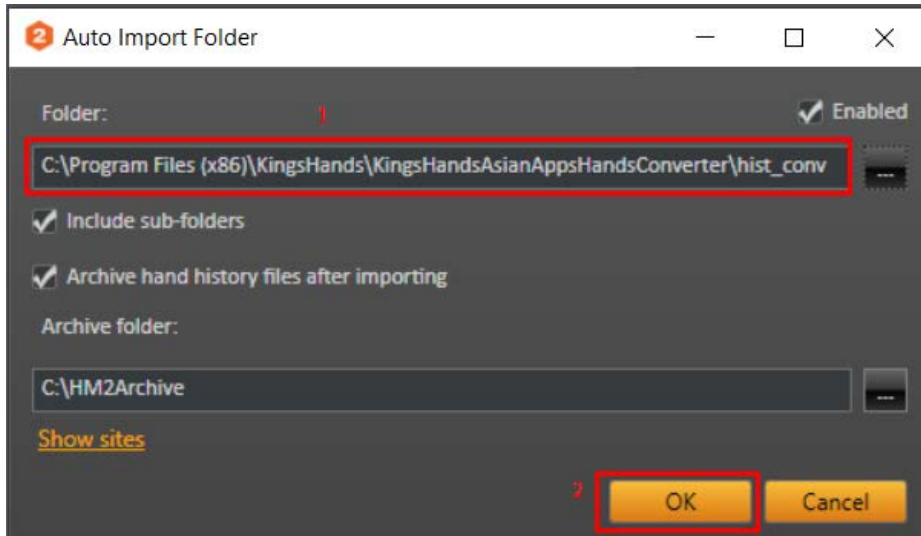 2 Auto Import Folder
Folder: 1 Enabled
C:\Program Files (x86)\KingsHands\KingsHandsAsianAppsHandsConverter\hist_conv ...
Include sub-folders
Archive hand history files after importing
Archive folder:
C:\HM2Archive ...
Show sites
2 OK Cancel